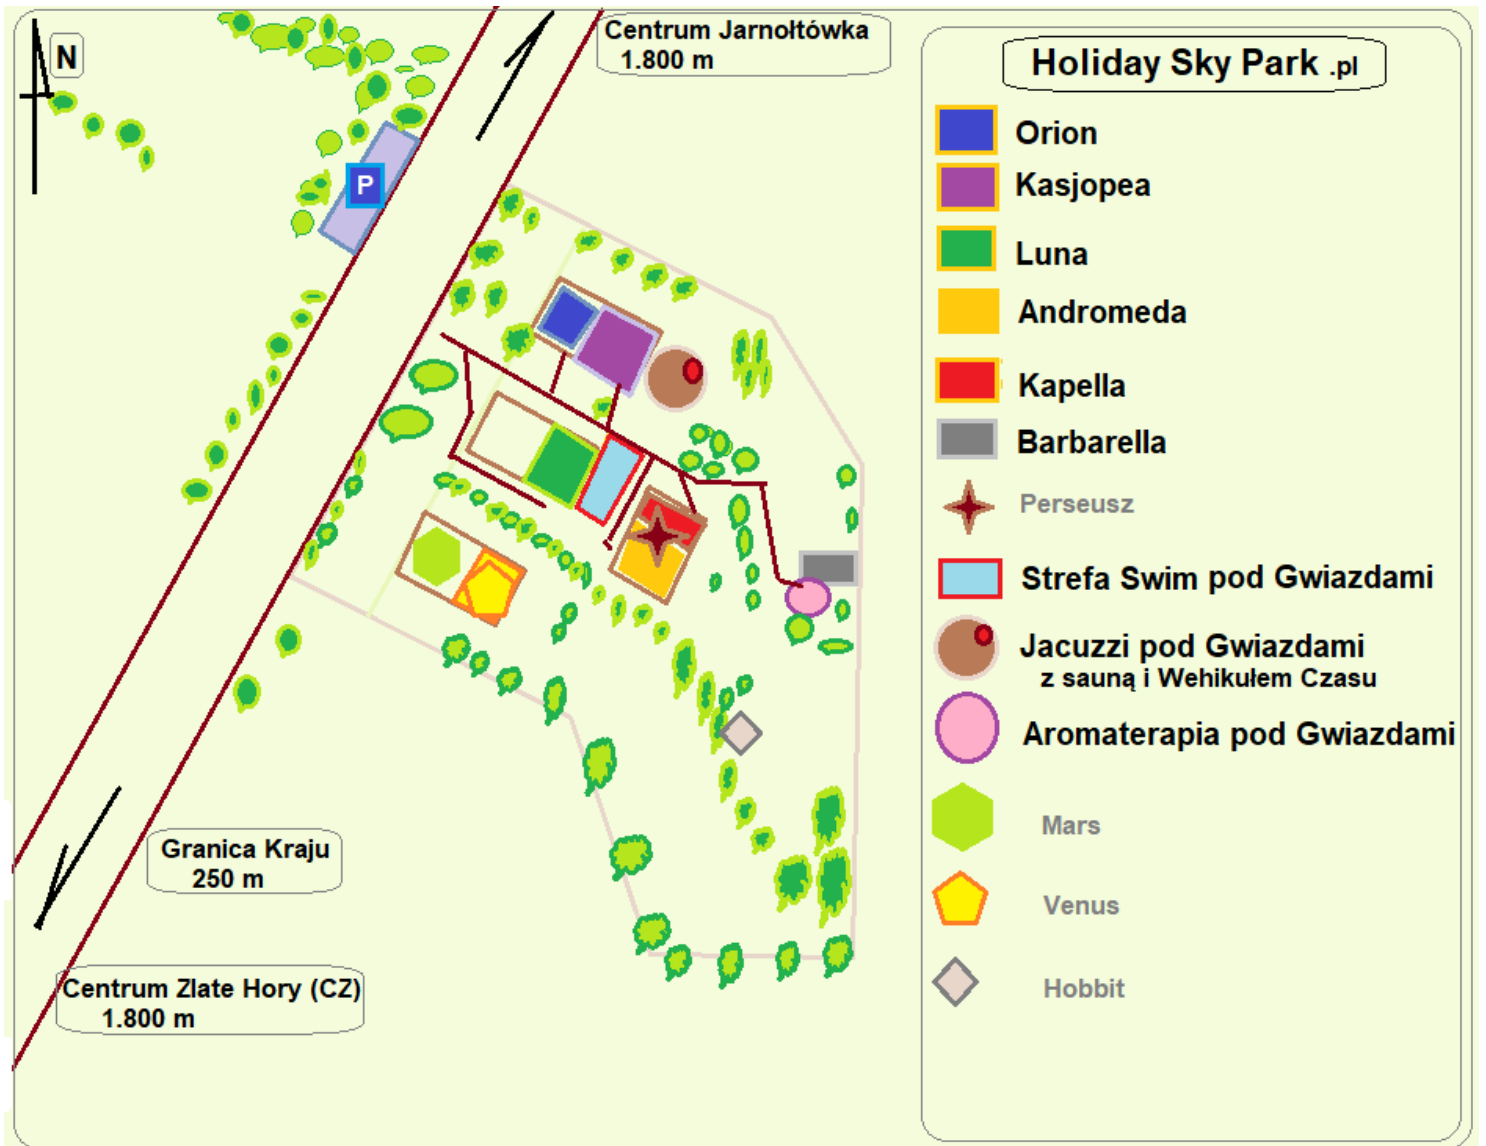 N
Centrum Jarnołtówka
1.800 m
P
Granica Kraju
250 m
Centrum Zlate Hory (CZ)
1.800 m
Holiday Sky Park .pl
Orion
Kasjopea
Luna
Andromeda
Kapella
Barbarella
Perseusz
Strefa Swim pod Gwiazdami
Jacuzzi pod Gwiazdami
z sauną i Wehikułem Czasu
Aromaterapia pod Gwiazdami
Mars
Venus
Hobbit